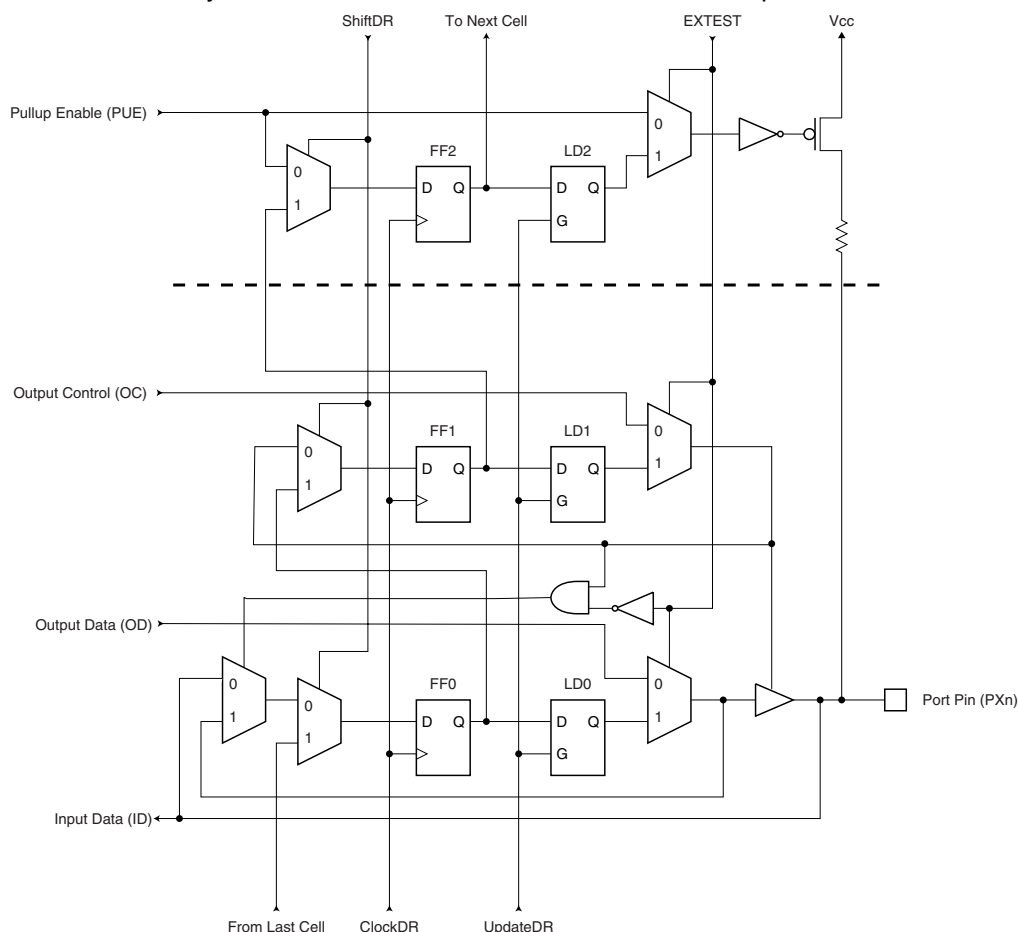 ShiftDR To Next Cell EXTEST Vcc
Pullup Enable (PUE)
0
1
FF2
D Q
LD2
D Q
G
0
1
Output Control (OC)
0
1
FF1
D Q
LD1
D Q
G
0
1
Output Data (OD)
0
1
0
1
FF0
D Q
LD0
D Q
G
0
1
Port Pin (PXn)
Input Data (ID)
From Last Cell ClockDR UpdateDR